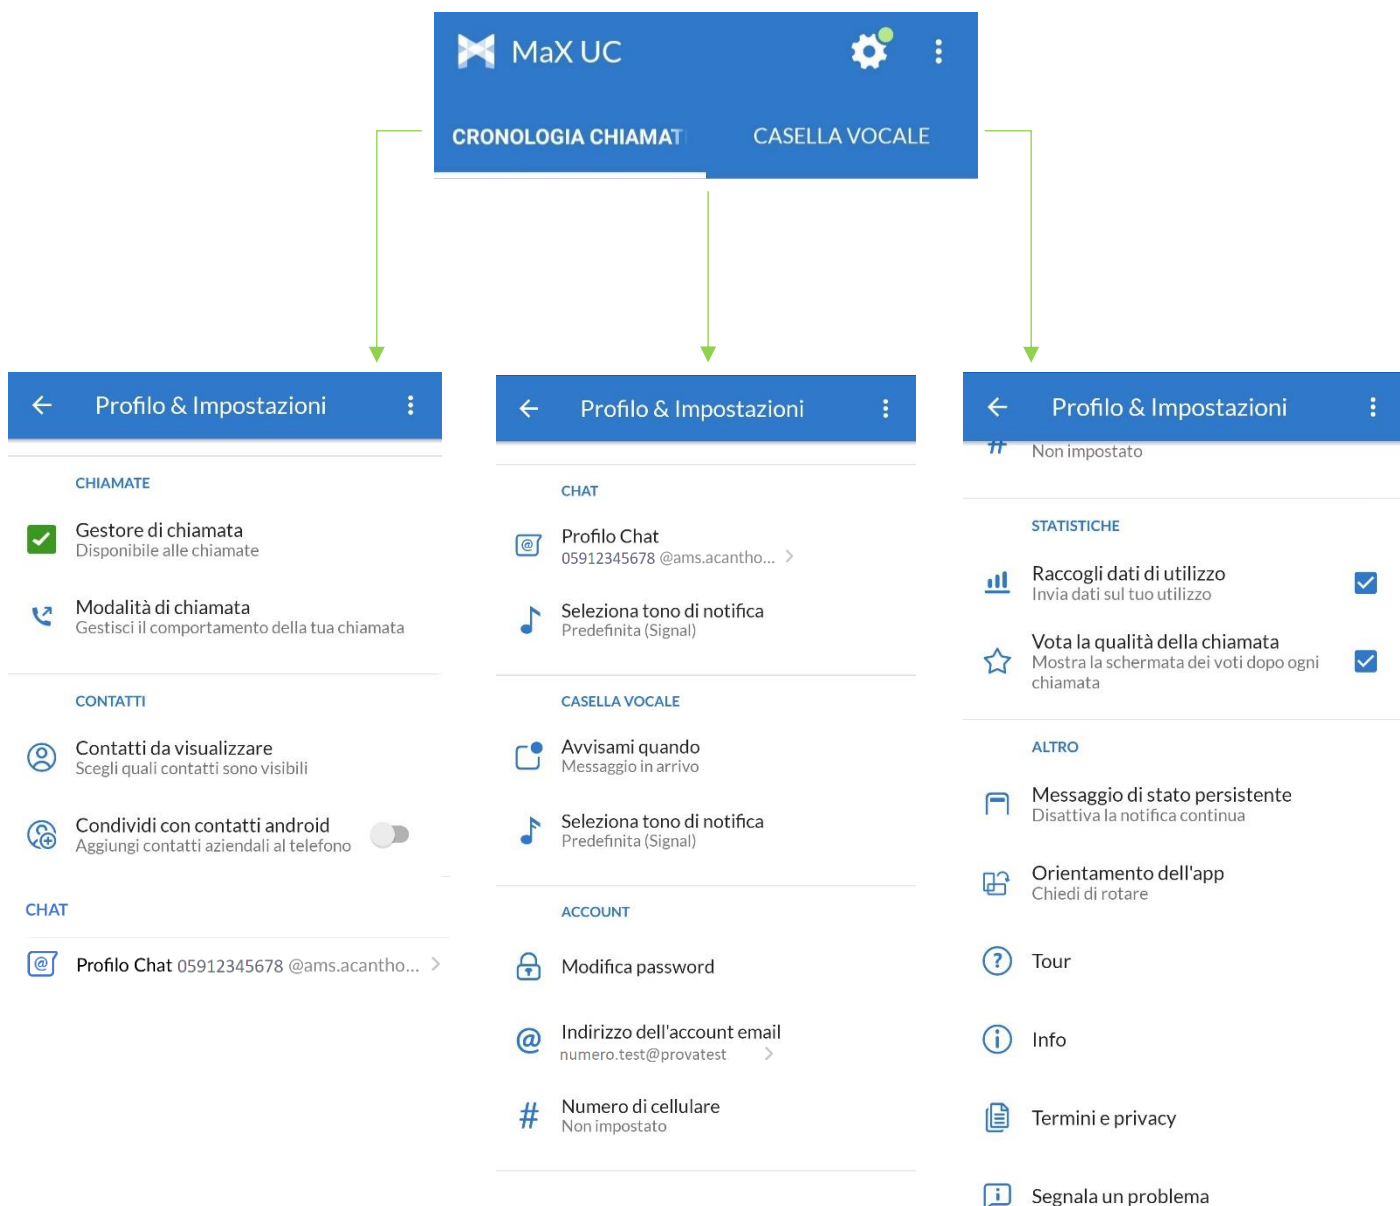 MaX UC
CRONOLOGIA CHIAMAT
CASELLA VOCALE
Profilo & Impostazioni
CHIAMATE
Gestore di chiamata
Disponibile alle chiamate
Modalità di chiamata
Gestisci il comportamento della tua chiamata
CONTATTI
Contatti da visualizzare
Scegli quali contatti sono visibili
Condividi con contatti android
Aggiungi contatti aziendali al telefono
CHAT
Profilo Chat 05912345678 @ams.acantho...
Profilo & Impostazioni
CHAT
Profilo Chat
05912345678 @ams.acantho...
Seleziona tono di notifica
Predefinita (Signal)
CASELLA VOCALE
Avvisami quando
Messaggio in arrivo
Seleziona tono di notifica
Predefinita (Signal)
ACCOUNT
Modifica password
Indirizzo dell'account email
numero.test@provatest
Numero di cellulare
Non impostato
Profilo & Impostazioni
Non impostato
STATISTICHE
Raccogli dati di utilizzo
Invia dati sul tuo utilizzo
Vota la qualità della chiamata
Mostra la schermata dei voti dopo ogni
chiamata
ALTRO
Messaggio di stato persistente
Disattiva la notifica continua
Orientamento dell'app
Chiedi di rotare
Tour
Info
Termini e privacy
Segnala un problema